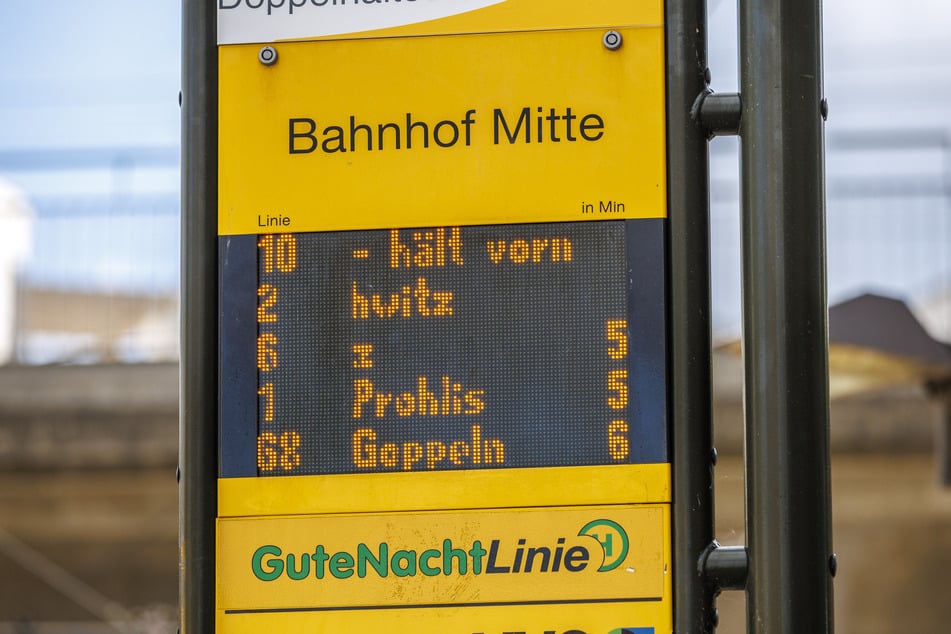 Bahnhof Mitte
Linie in Min
10 - hält vorn
2 hwitz
6 z 5
1 Prohlis 5
68 Goppeln 6
GuteNachtLinie H